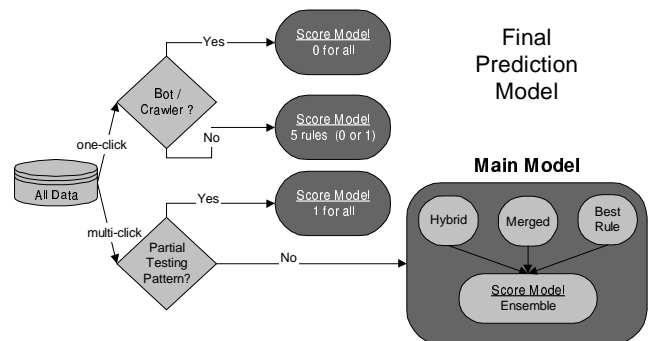 Final
Prediction
Model
Yes
Score Model
0 for all
Bot /
Crawler ?
No
Score Model
5 rules (0 or 1)
one-click
All Data
multi-click
Yes
Score Model
1 for all
Partial
Testing
Pattern?
No
Main Model
Hybrid
Merged
Best
Rule
Score Model
Ensemble